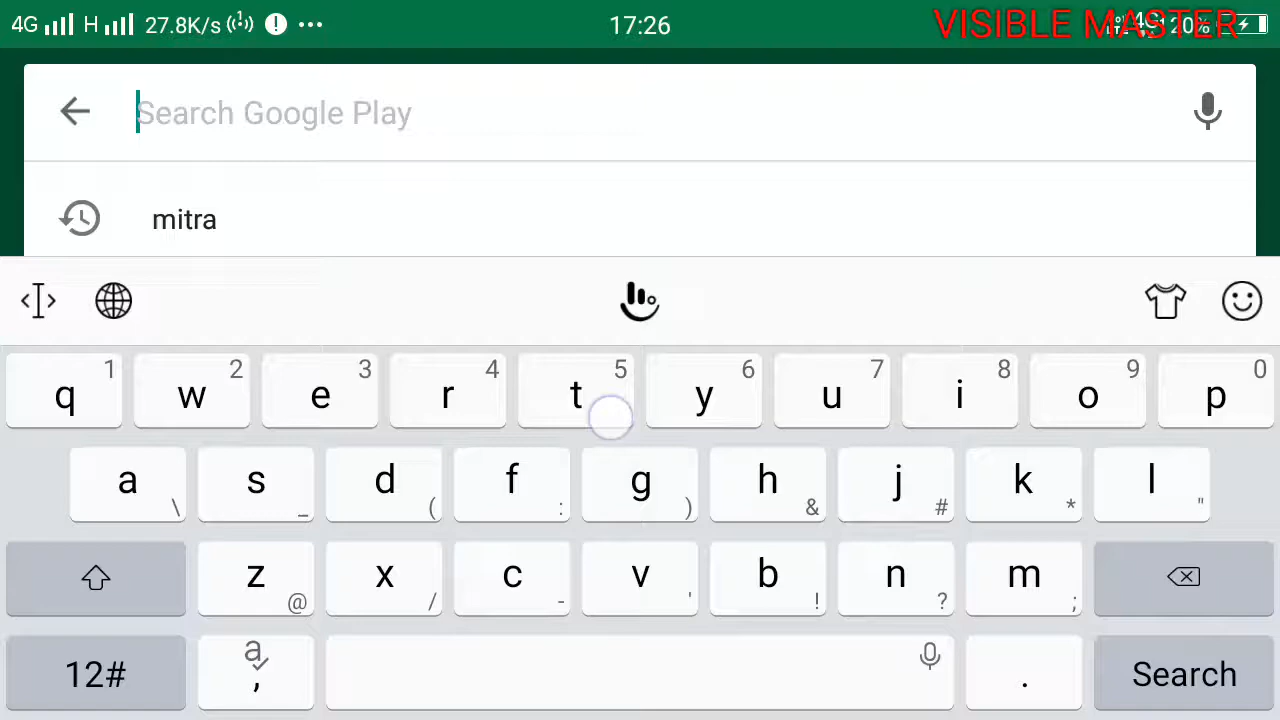 4G H 27.8K/s 17:26 VISIBLE MASTER 20%
Search Google Play
mitra
1 2 3 4 5 6 7 8 9 0
q w e r t y u i o p
a s d f g h j k l
\ _ ( : ) & # * "
z x c v b n m
@ / - ' ! ? ;
12# a , . Search